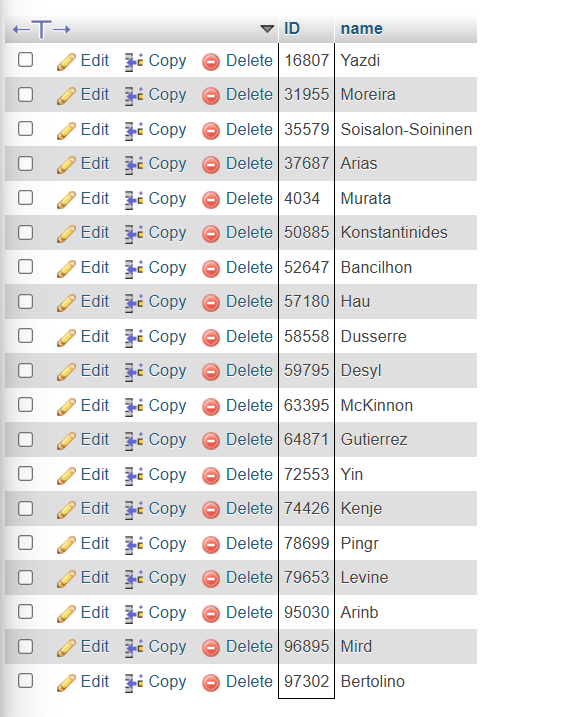 ID name
Edit Copy Delete 16807 Yazdi
Edit Copy Delete 31955 Moreira
Edit Copy Delete 35579 Soisalon-Soininen
Edit Copy Delete 37687 Arias
Edit Copy Delete 4034 Murata
Edit Copy Delete 50885 Konstantinides
Edit Copy Delete 52647 Bancilhon
Edit Copy Delete 57180 Hau
Edit Copy Delete 58558 Dusserre
Edit Copy Delete 59795 Desyl
Edit Copy Delete 63395 McKinnon
Edit Copy Delete 64871 Gutierrez
Edit Copy Delete 72553 Yin
Edit Copy Delete 74426 Kenje
Edit Copy Delete 78699 Pingr
Edit Copy Delete 79653 Levine
Edit Copy Delete 95030 Arinb
Edit Copy Delete 96895 Mird
Edit Copy Delete 97302 Bertolino